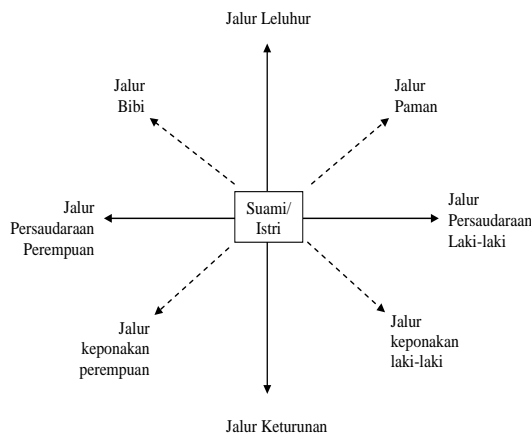 Jalur Leluhur
Jalur
Bibi
Jalur
Paman
Jalur
Persaudaraan
Perempuan
Suami/
Istri
Jalur
Persaudaraan
Laki-laki
Jalur
keponakan
perempuan
Jalur
keponakan
laki-laki
Jalur Keturunan